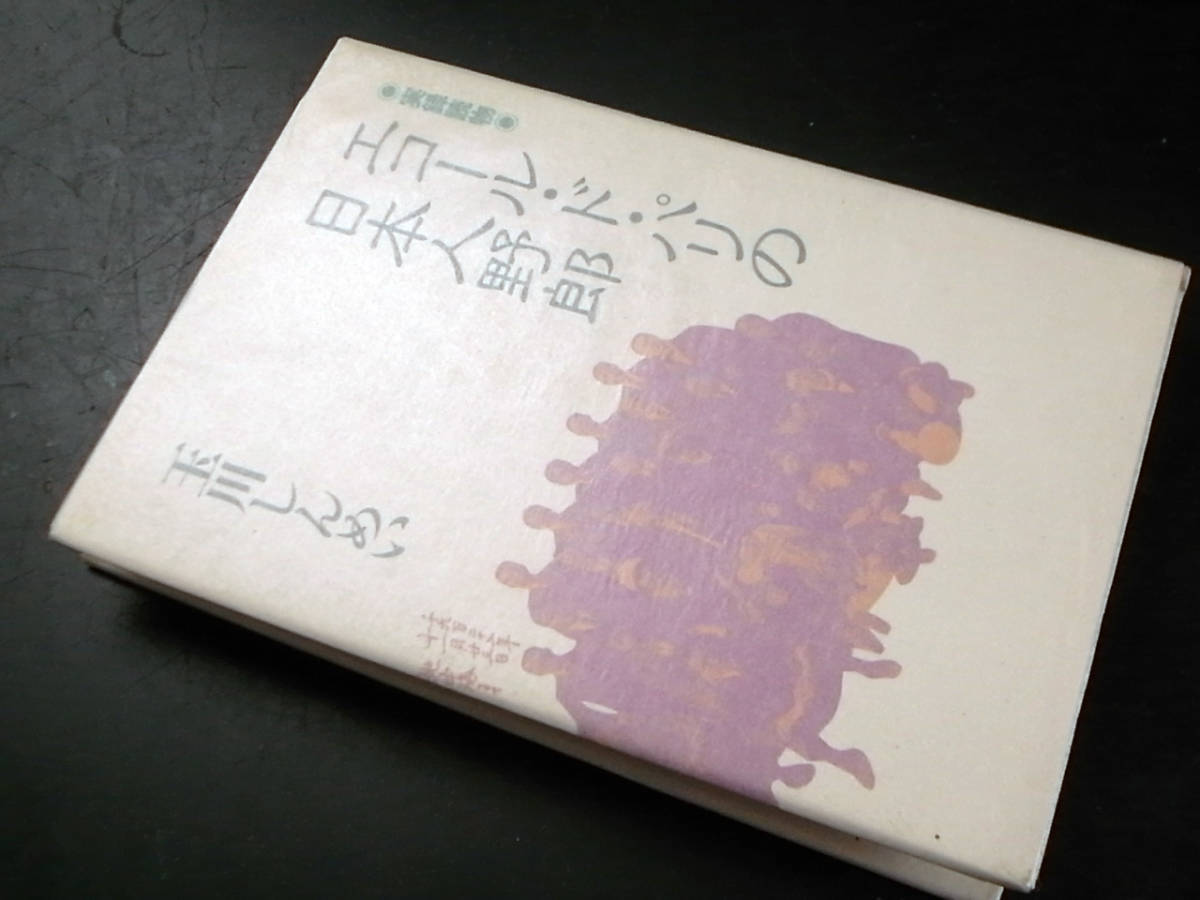 エコール・ド・パリの
日本人野郎
玉川しんめい